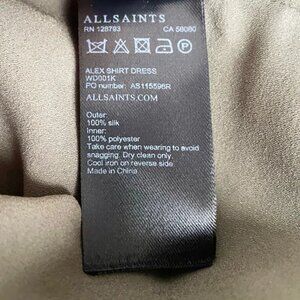 ALLSAINTS
RN 128793 CA 56080
P
ALEX SHIRT DRESS
WD001K
PO number: AS115596R
ALLSAINTS.COM
Outer:
100% silk
Inner:
100% polyester
Take care when wearing to avoid
snagging. Dry clean only
Cool iron on reverse side
Made in China